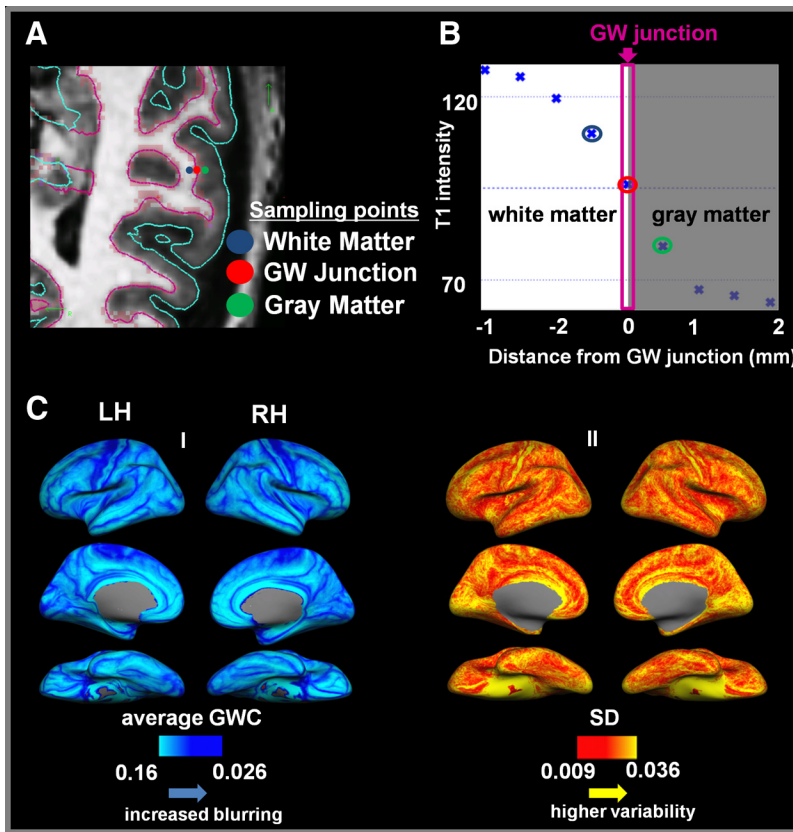 A
Sampling points
White Matter
GW Junction
Gray Matter
B
GW junction
120
70
T1 intensity
white matter
gray matter
-1
-2
0
1
2
Distance from GW junction (mm)
C
LH
RH
I
II
average GWC
0.16
0.026
increased blurring
SD
0.009
0.036
higher variability